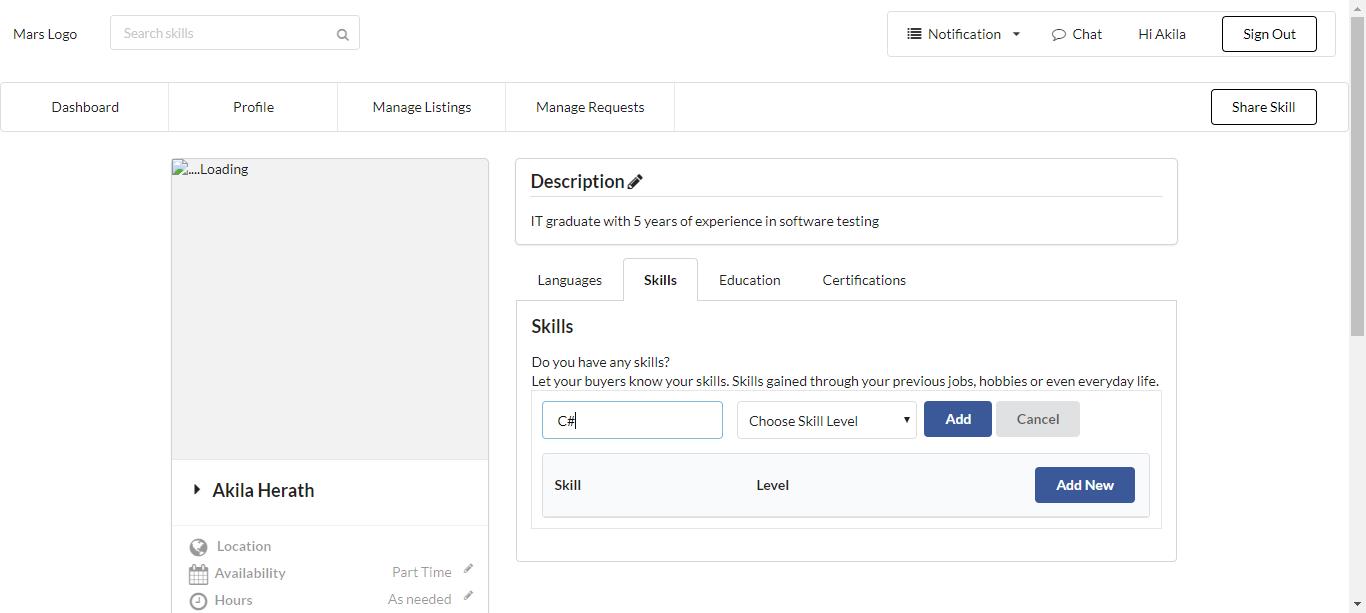 Mars Logo
Search skills
Notification
Chat
Hi Akila
Sign Out
Dashboard
Profile
Manage Listings
Manage Requests
Share Skill
....Loading
Description
IT graduate with 5 years of experience in software testing
Languages
Skills
Education
Certifications
Skills
Do you have any skills?
Let your buyers know your skills. Skills gained through your previous jobs, hobbies or even everyday life.
C#
Choose Skill Level
Add
Cancel
Skill
Level
Add New
Akila Herath
Location
Availability
Part Time
Hours
As needed